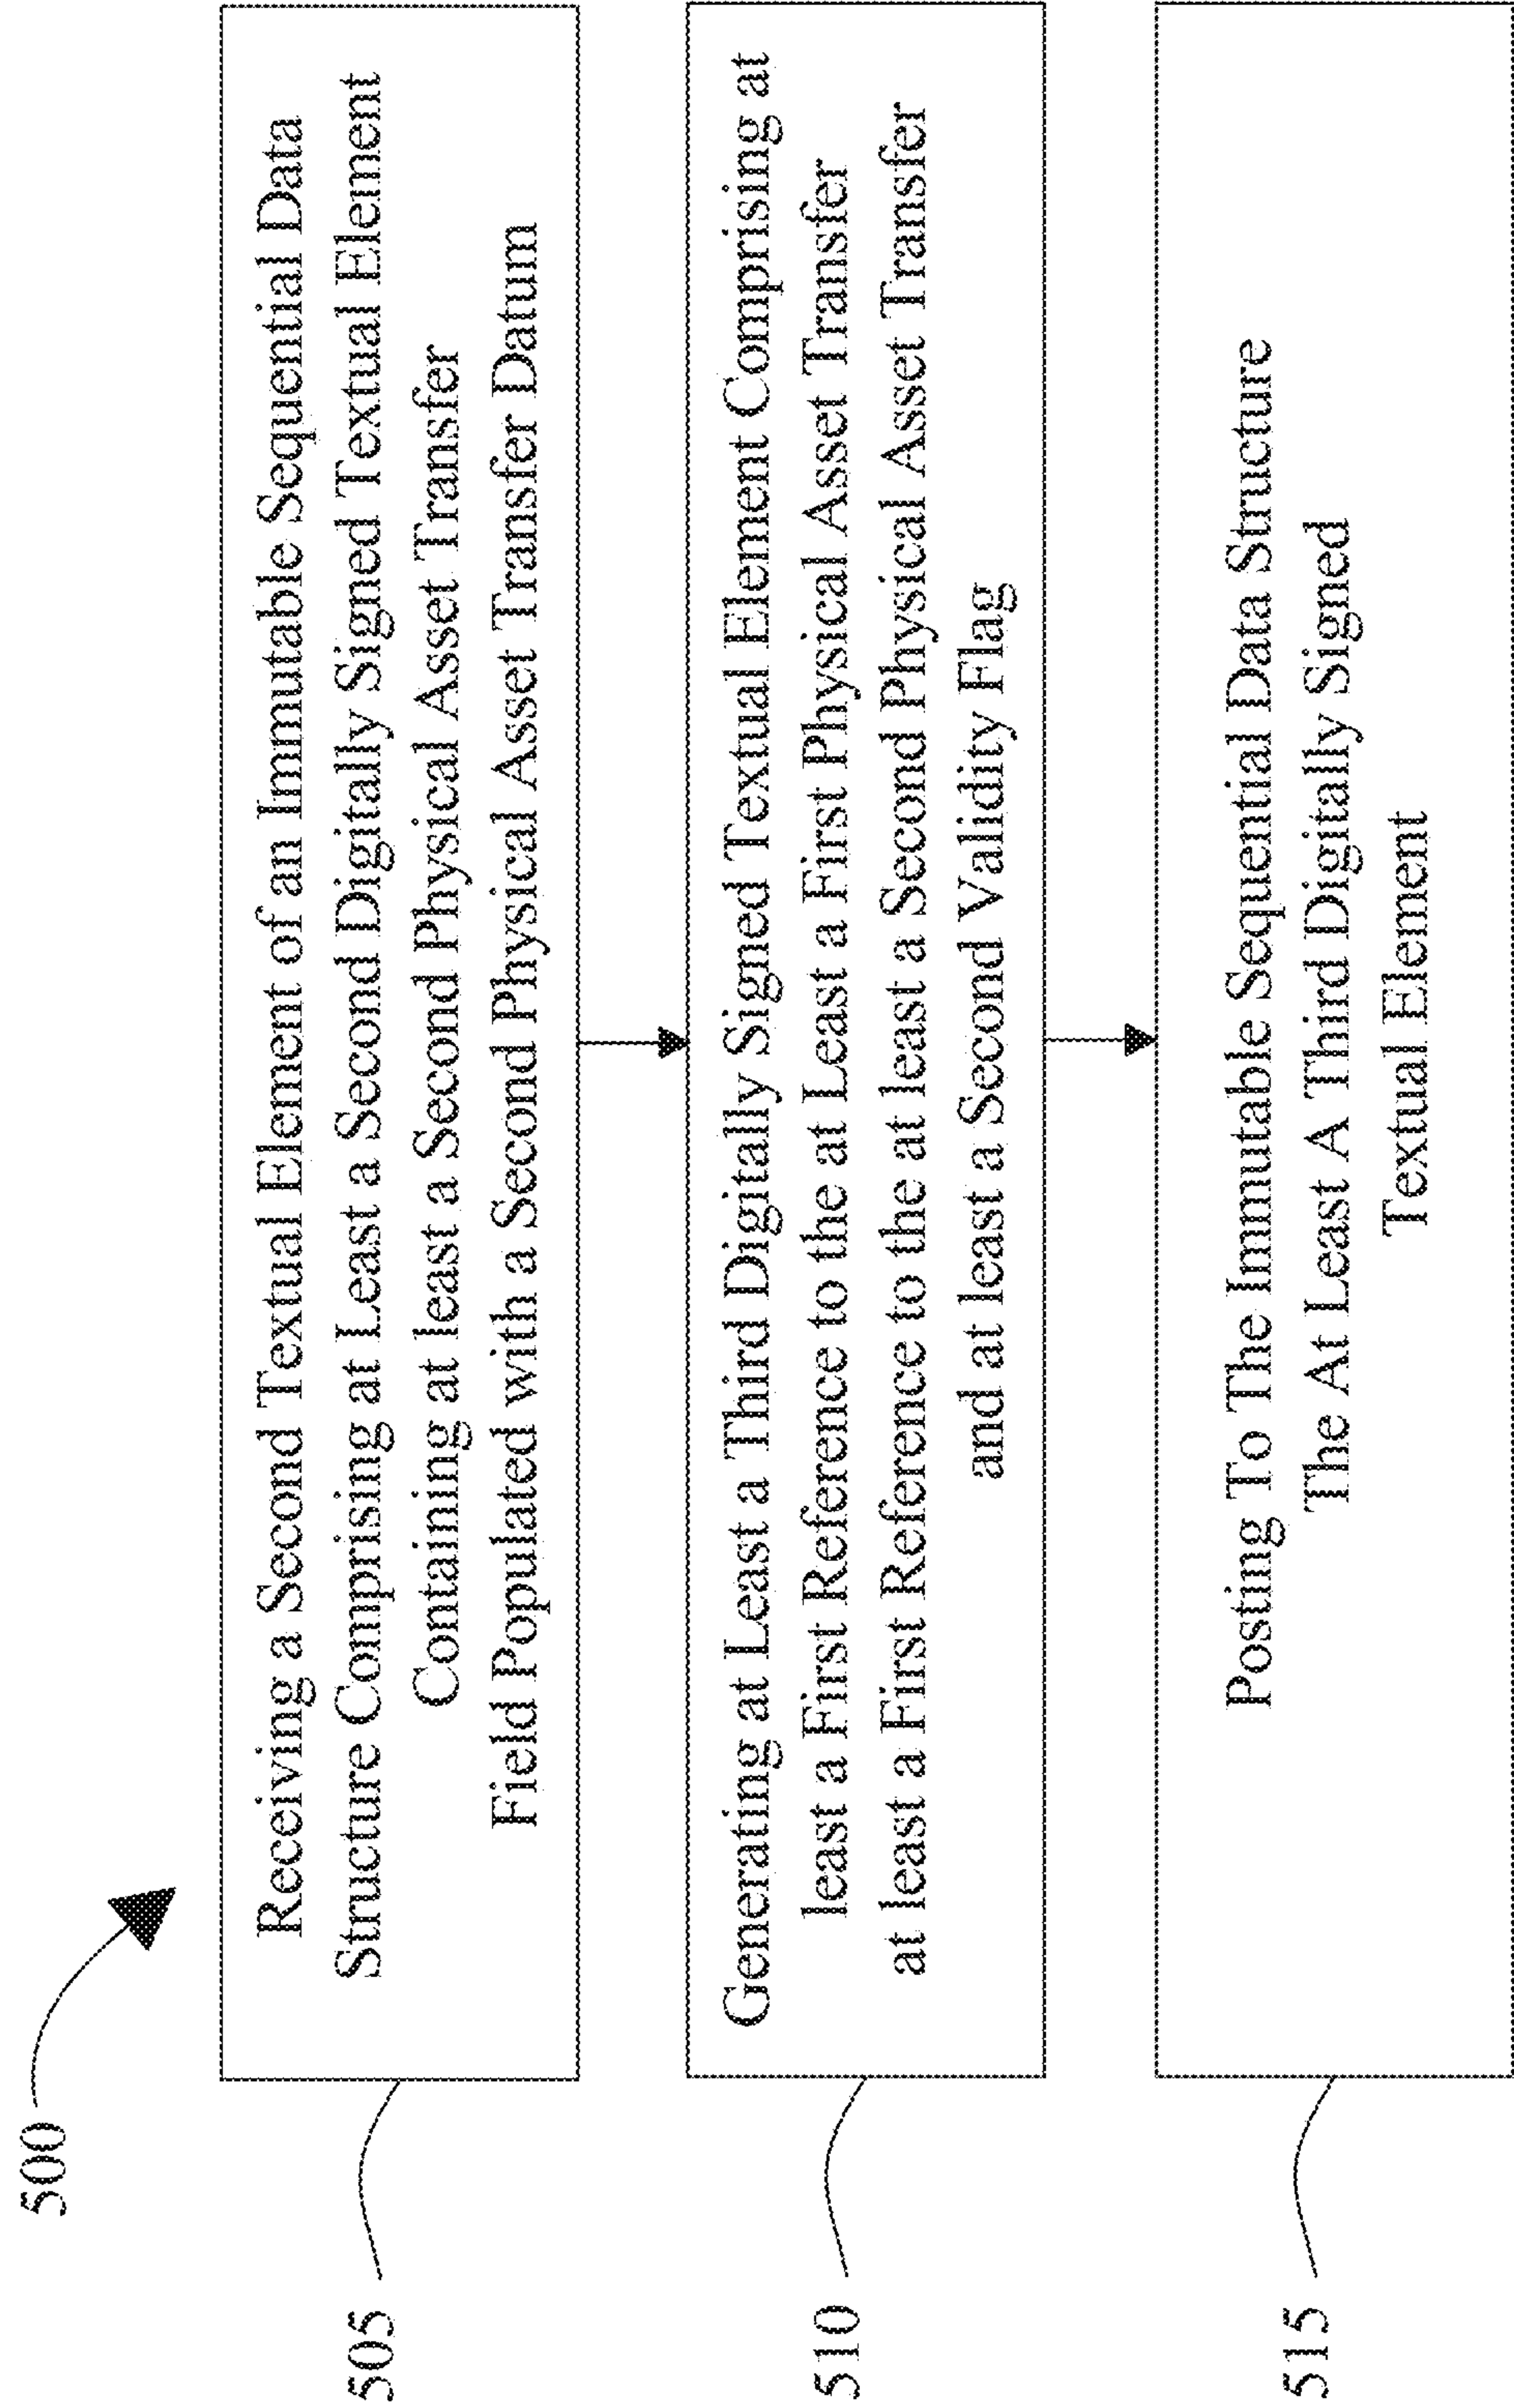 500
505
Receiving a Second Textual Element of an Immutable Sequential Data
Structure Comprising at Least a Second Digitally Signed Textual Element
Containing at least a Second Physical Asset Transfer
Field Populated with a Second Physical Asset Transfer Datum
510
Generating at Least a Third Digitally Signed Textual Element Comprising at
least a First Reference to the at Least a First Physical Asset Transfer
at least a First Reference to the at least a Second Physical Asset Transfer
and at least a Second Validity Flag
515
Posting To The Immutable Sequential Data Structure
The At Least A Third Digitally Signed
Textual Element